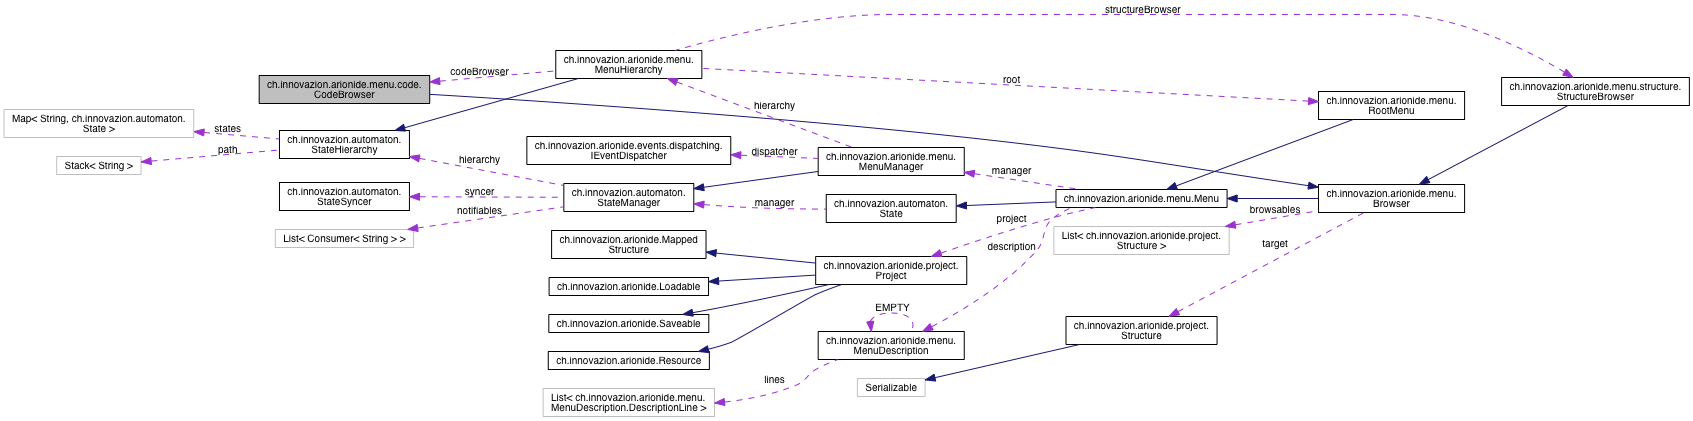 structureBrowser
ch.innovazion.arionide.menu.
MenuHierarchy
codeBrowser
root
ch.innovazion.arionide.menu.code.
CodeBrowser
ch.innovazion.arionide.menu.structure.
StructureBrowser
ch.innovazion.arionide.menu.
RootMenu
hierarchy
Map< String, ch.innovazion.automaton.
State >
states
ch.innovazion.automaton.
StateHierarchy
path
Stack< String >
ch.innovazion.arionide.events.dispatching.
IEventDispatcher
dispatcher
ch.innovazion.arionide.menu.
MenuManager
hierarchy
manager
ch.innovazion.automaton.
StateSyncer
syncer
ch.innovazion.automaton.
StateManager
manager
ch.innovazion.automaton.
State
ch.innovazion.arionide.menu.Menu
ch.innovazion.arionide.menu.
Browser
notifiables
List< Consumer< String > >
project
browsables
List< ch.innovazion.arionide.project.
Structure >
target
description
ch.innovazion.arionide.Mapped
Structure
ch.innovazion.arionide.project.
Project
ch.innovazion.arionide.Loadable
EMPTY
ch.innovazion.arionide.Saveable
ch.innovazion.arionide.project.
Structure
ch.innovazion.arionide.menu.
MenuDescription
ch.innovazion.arionide.Resource
lines
Serializable
List< ch.innovazion.arionide.menu.
MenuDescription.DescriptionLine >